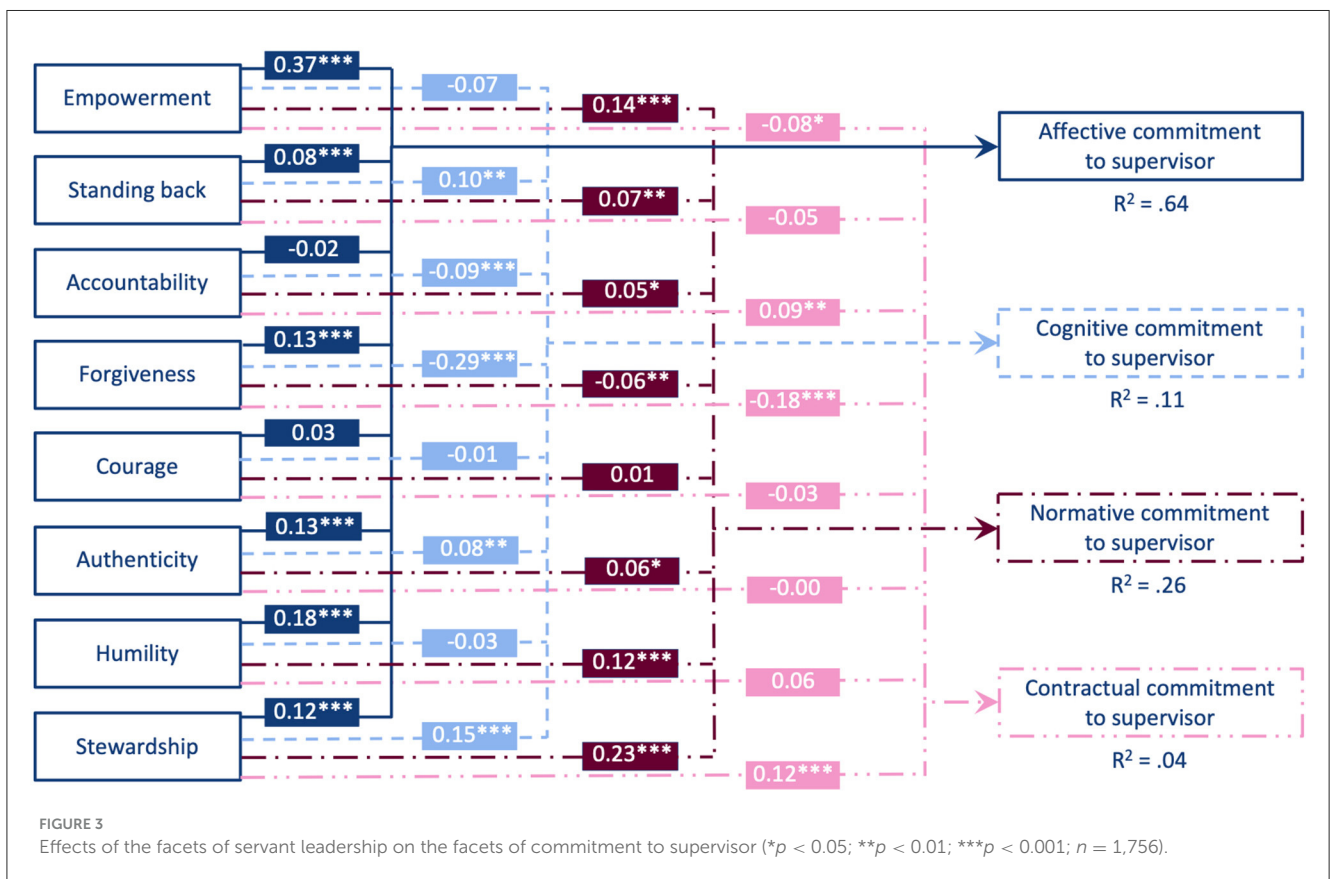 Empowerment
0.37***
-0.07
0.14***
-0.08*
Standing back
0.08***
0.10**
0.07**
-0.05
Accountability
-0.02
-0.09***
0.05*
0.09**
Forgiveness
0.13***
-0.29***
-0.06**
-0.18***
Courage
0.03
-0.01
0.01
-0.03
Authenticity
0.13***
0.08**
0.06*
-0.00
Humility
0.18***
-0.03
0.12***
0.06
Stewardship
0.12***
0.15***
0.23***
0.12***
Affective commitment
to supervisor
R² = .64
Cognitive commitment
to supervisor
R² = .11
Normative commitment
to supervisor
R² = .26
Contractual commitment
to supervisor
R² = .04
FIGURE 3
Effects of the facets of servant leadership on the facets of commitment to supervisor (*p < 0.05; **p < 0.01; ***p < 0.001; n = 1,756).